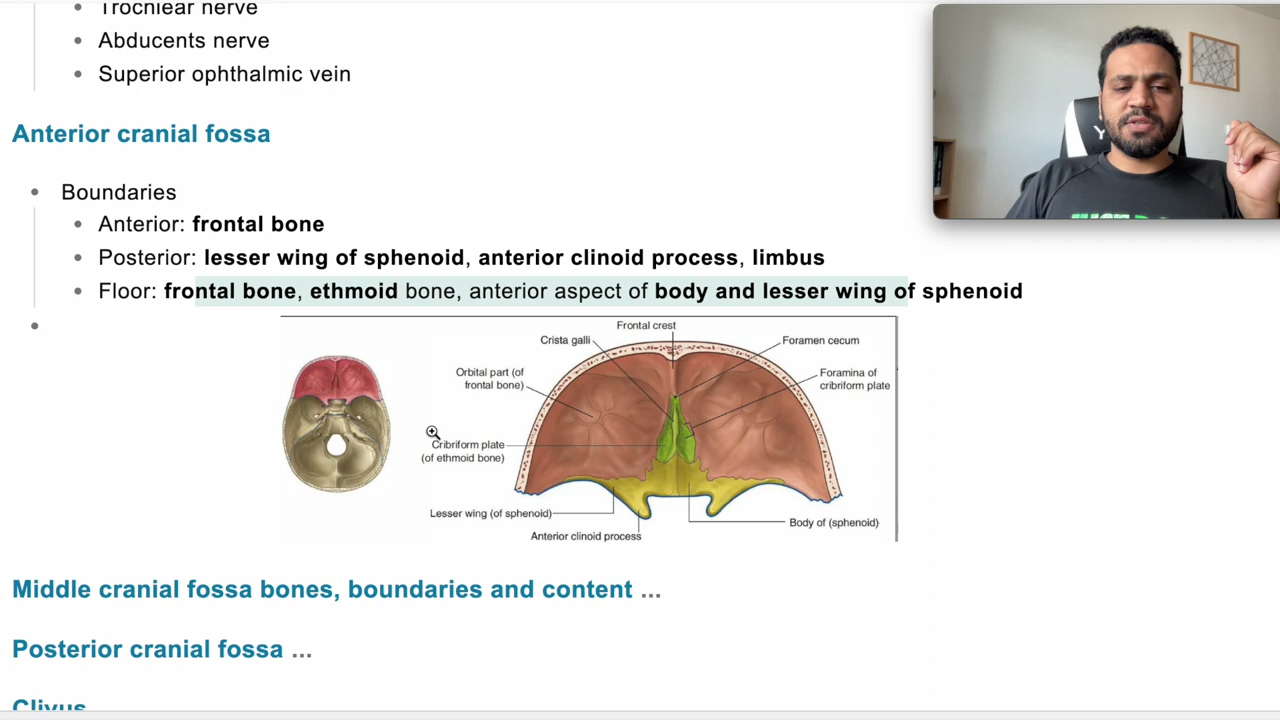 Trochlear nerve
Abducents nerve
Superior ophthalmic vein
Anterior cranial fossa
Boundaries
Anterior: frontal bone
Posterior: lesser wing of sphenoid, anterior clinoid process, limbus
Floor: frontal bone, ethmoid bone, anterior aspect of body and lesser wing of sphenoid
Frontal crest
Crista galli
Foramen cecum
Orbital part (of
frontal bone)
Foramina of
cribriform plate
Cribriform plate
(of ethmoid bone)
Lesser wing (of sphenoid)
Anterior clinoid process
Body of (sphenoid)
Middle cranial fossa bones, boundaries and content ...
Posterior cranial fossa ...
Clivus